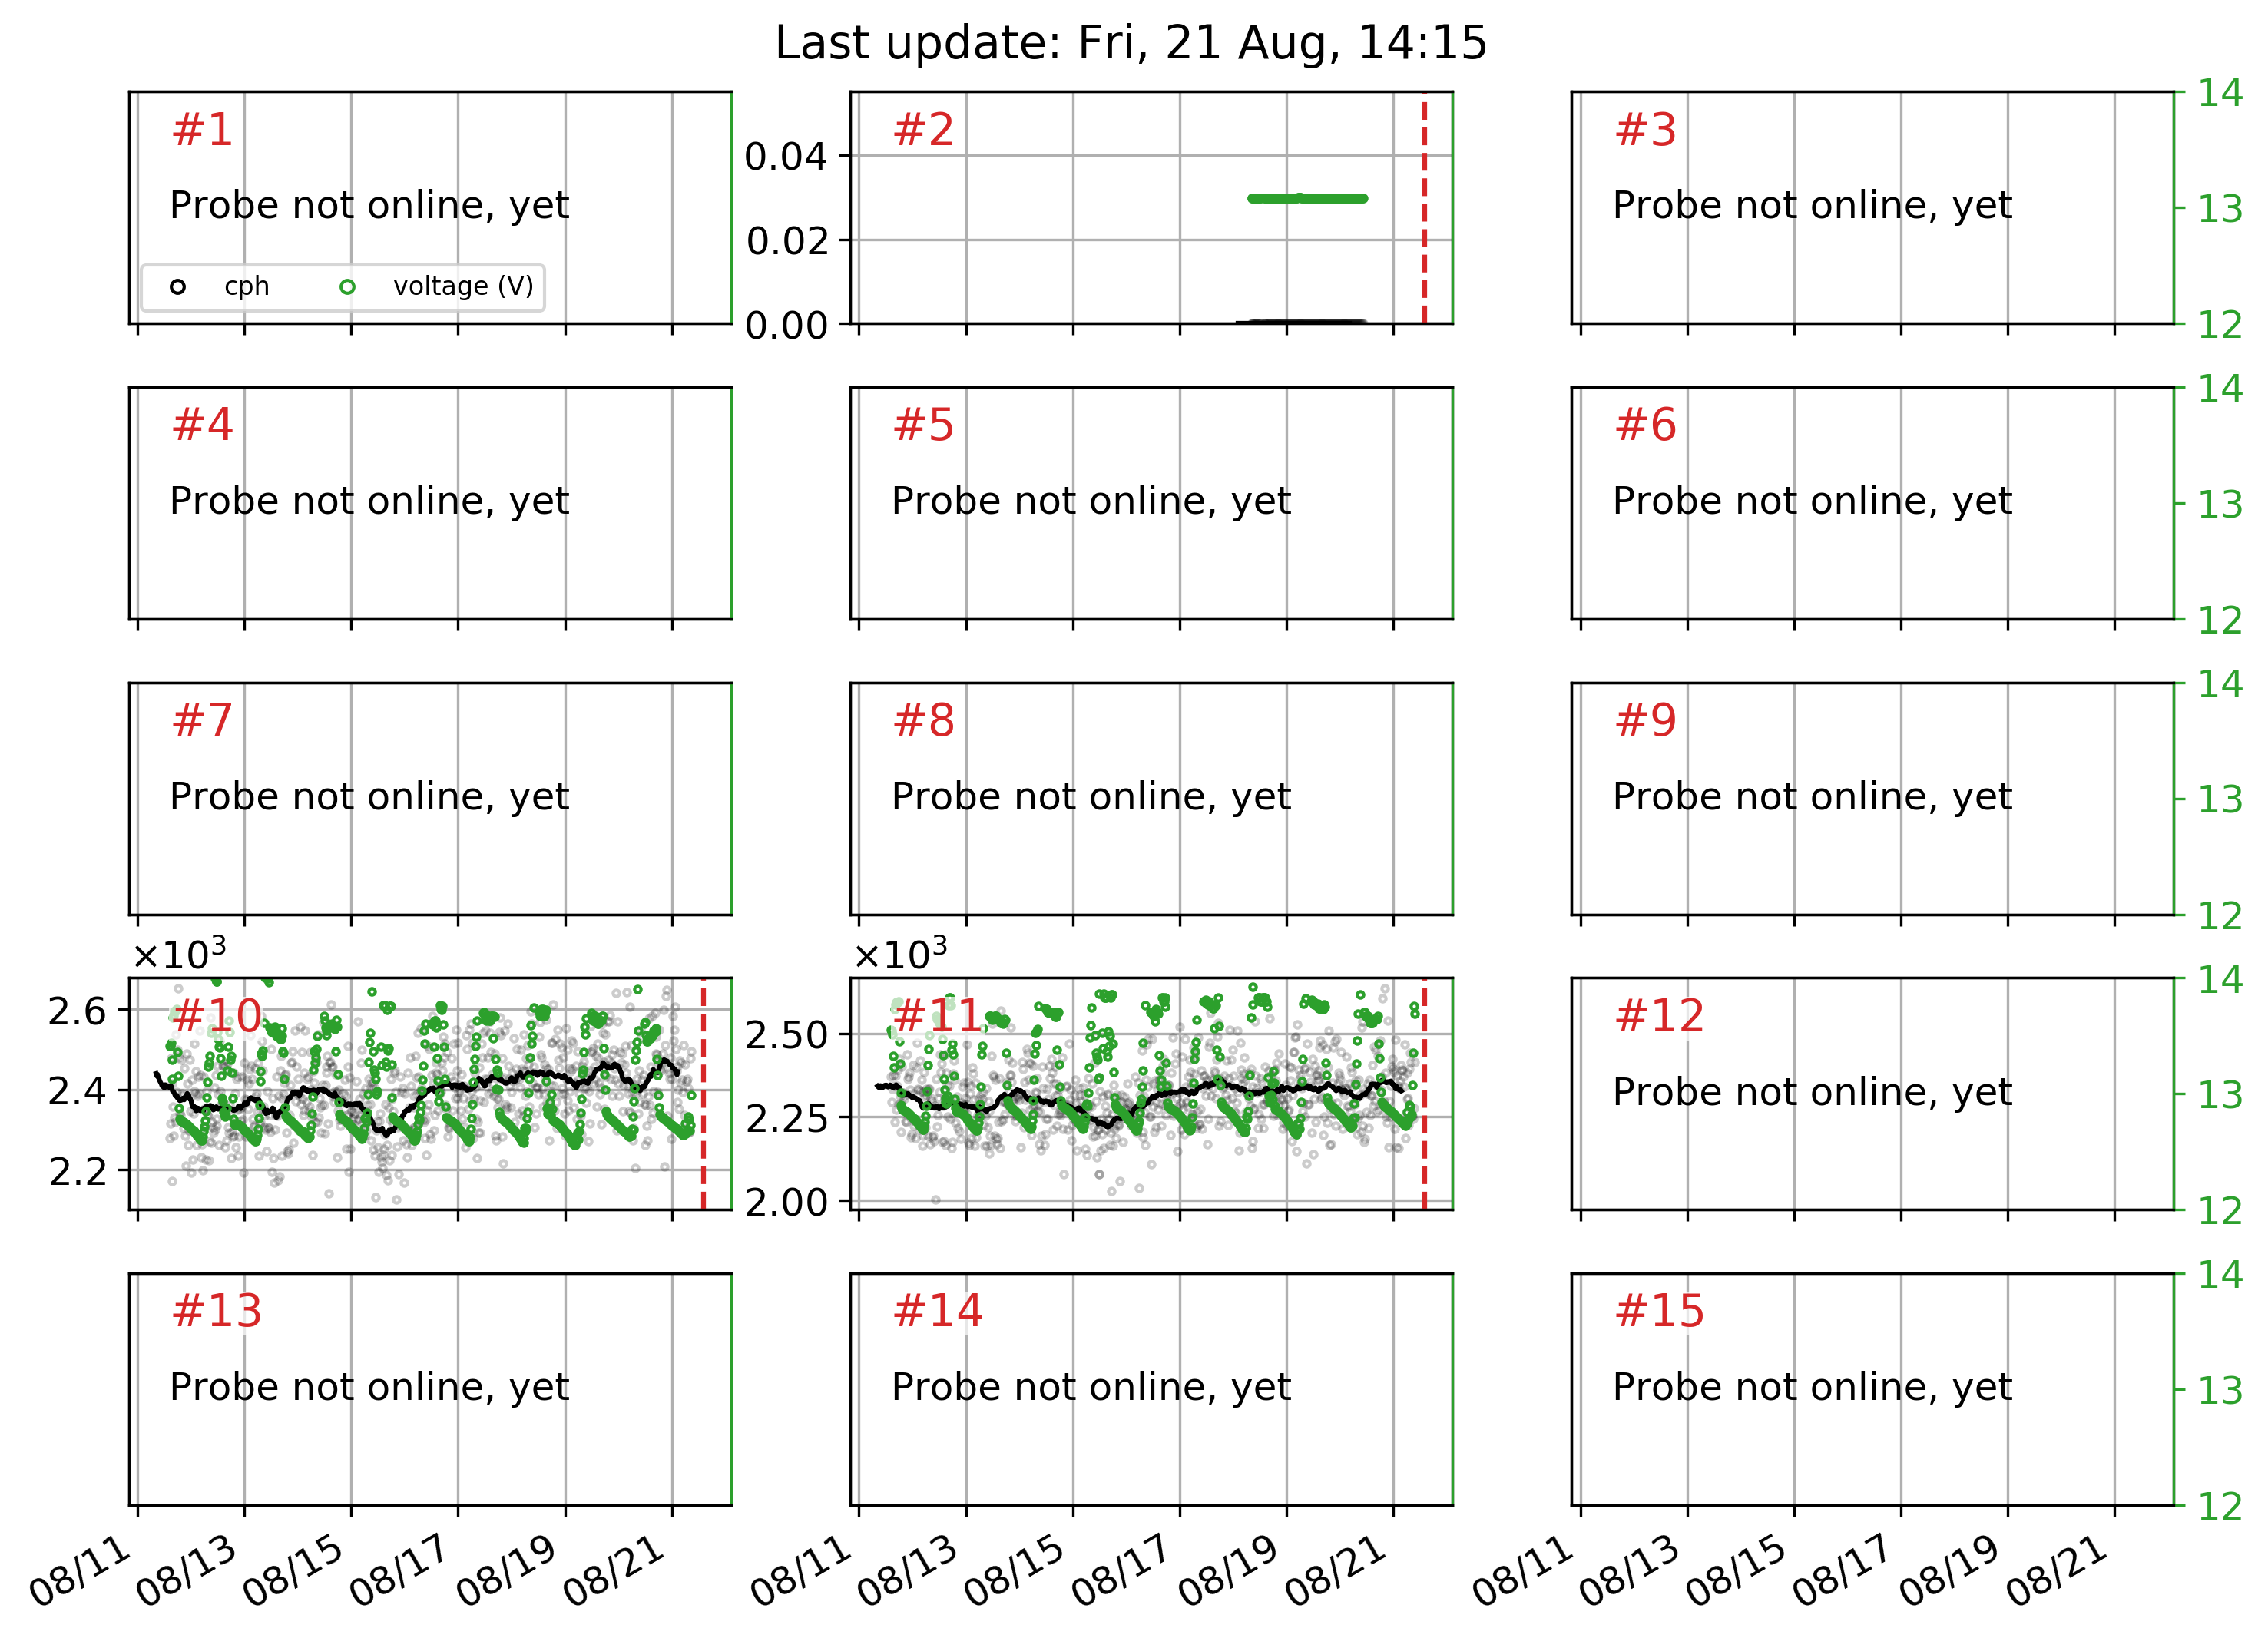 Last update: Fri, 21 Aug, 14:15
#1
Probe not online, yet
cph voltage (V)
#2
0.04
0.02
0.00
#3
Probe not online, yet
14
13
12
#4
Probe not online, yet
#5
Probe not online, yet
#6
Probe not online, yet
14
13
12
#7
Probe not online, yet
#8
Probe not online, yet
#9
Probe not online, yet
14
13
12
×10³
#10
2.6
2.4
2.2
×10³
#11
2.50
2.25
2.00
#12
Probe not online, yet
14
13
12
#13
Probe not online, yet
#14
Probe not online, yet
#15
Probe not online, yet
14
13
12
08/11 08/13 08/15 08/17 08/19 08/21
08/11 08/13 08/15 08/17 08/19 08/21
08/11 08/13 08/15 08/17 08/19 08/21